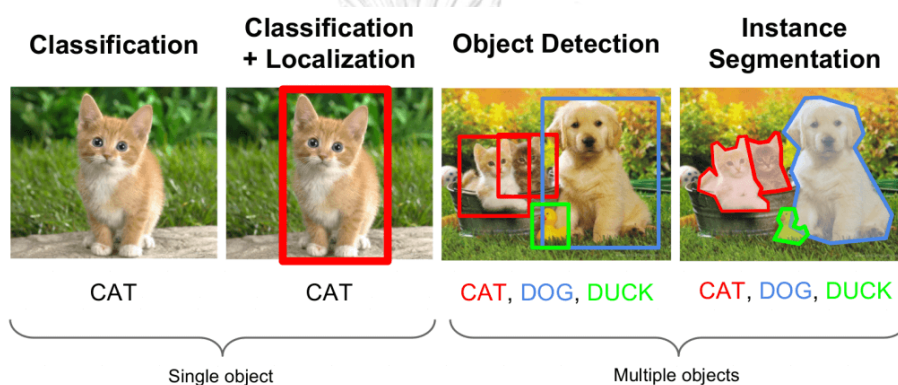 Classification
Classification
+ Localization
Object Detection
Instance
Segmentation
CAT
CAT
CAT, DOG, DUCK
CAT, DOG, DUCK
Single object
Multiple objects